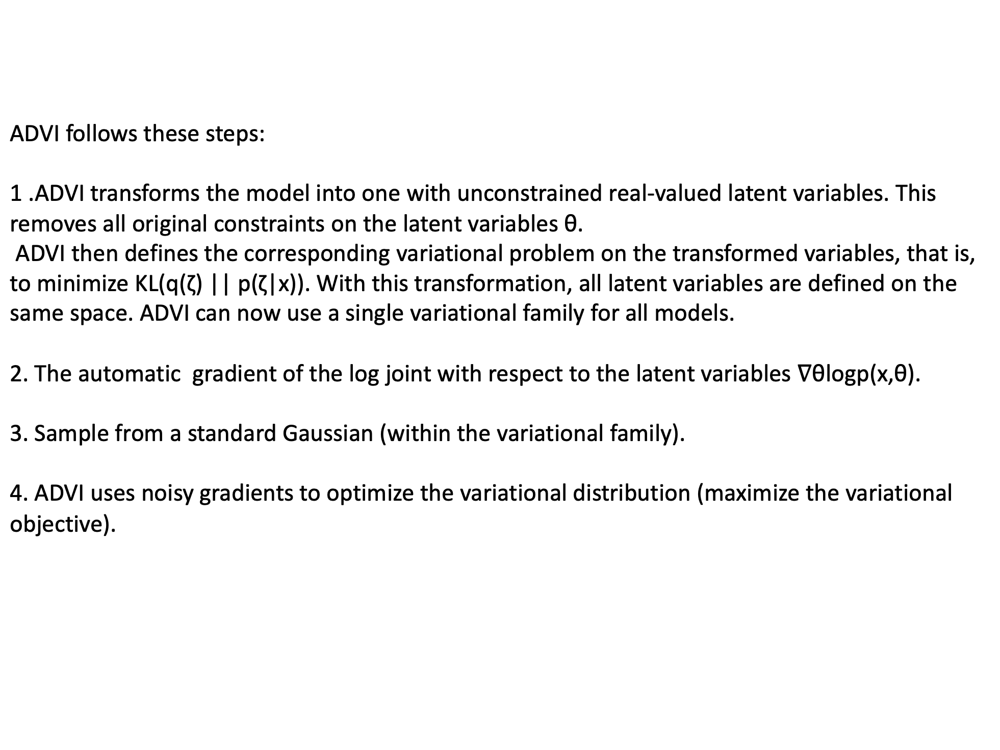 ADVI follows these steps:
1 .ADVI transforms the model into one with unconstrained real-valued latent variables. This
removes all original constraints on the latent variables θ.
ADVI then defines the corresponding variational problem on the transformed variables, that is,
to minimize KL(q(ζ) || p(ζ|x)). With this transformation, all latent variables are defined on the
same space. ADVI can now use a single variational family for all models.
2. The automatic  gradient of the log joint with respect to the latent variables ∇θlogp(x,θ).
3. Sample from a standard Gaussian (within the variational family).
4. ADVI uses noisy gradients to optimize the variational distribution (maximize the variational
objective).